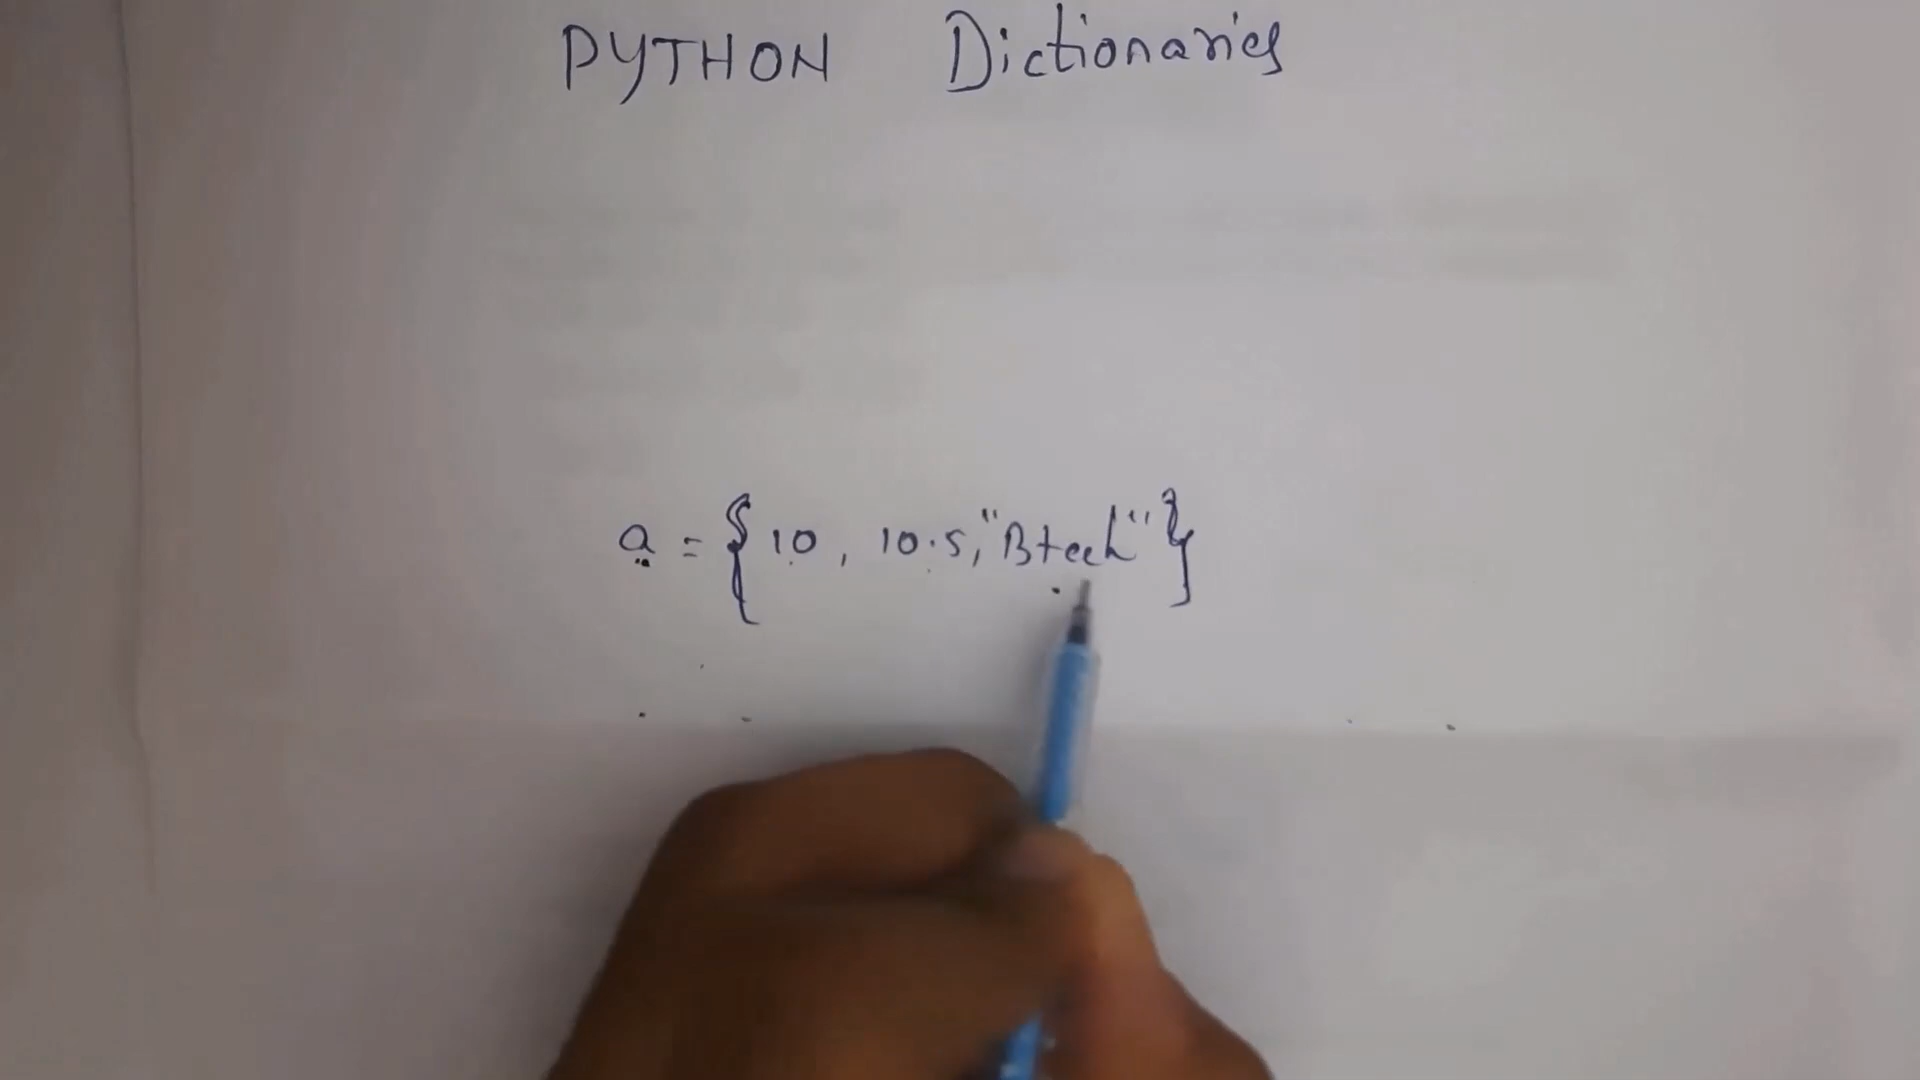 PYTHON Dictionaries
a = { 10 , 10.5, "Btech" }